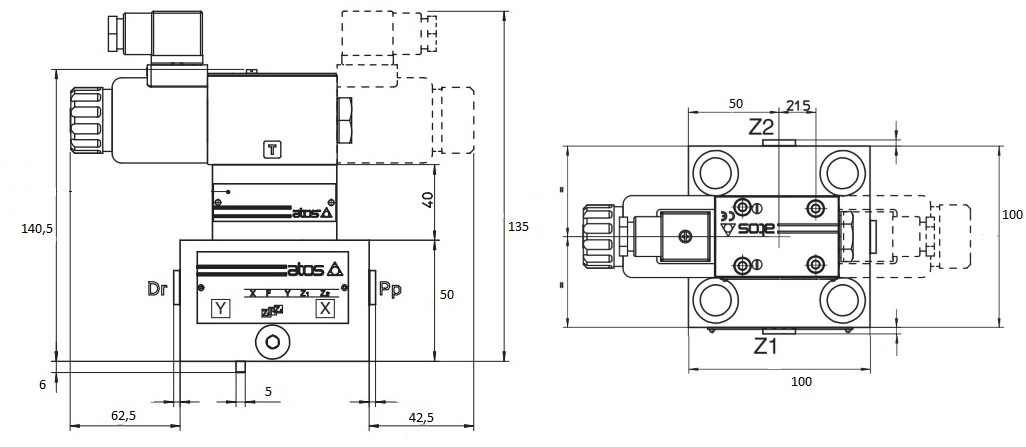 T
atos
140,5
40
135
atos
X P Y Z1 Z2
Y
X
Dr
Pp
50
6
5
62,5
42,5
50
215
Z2
atos
CE
=
=
100
Z1
100